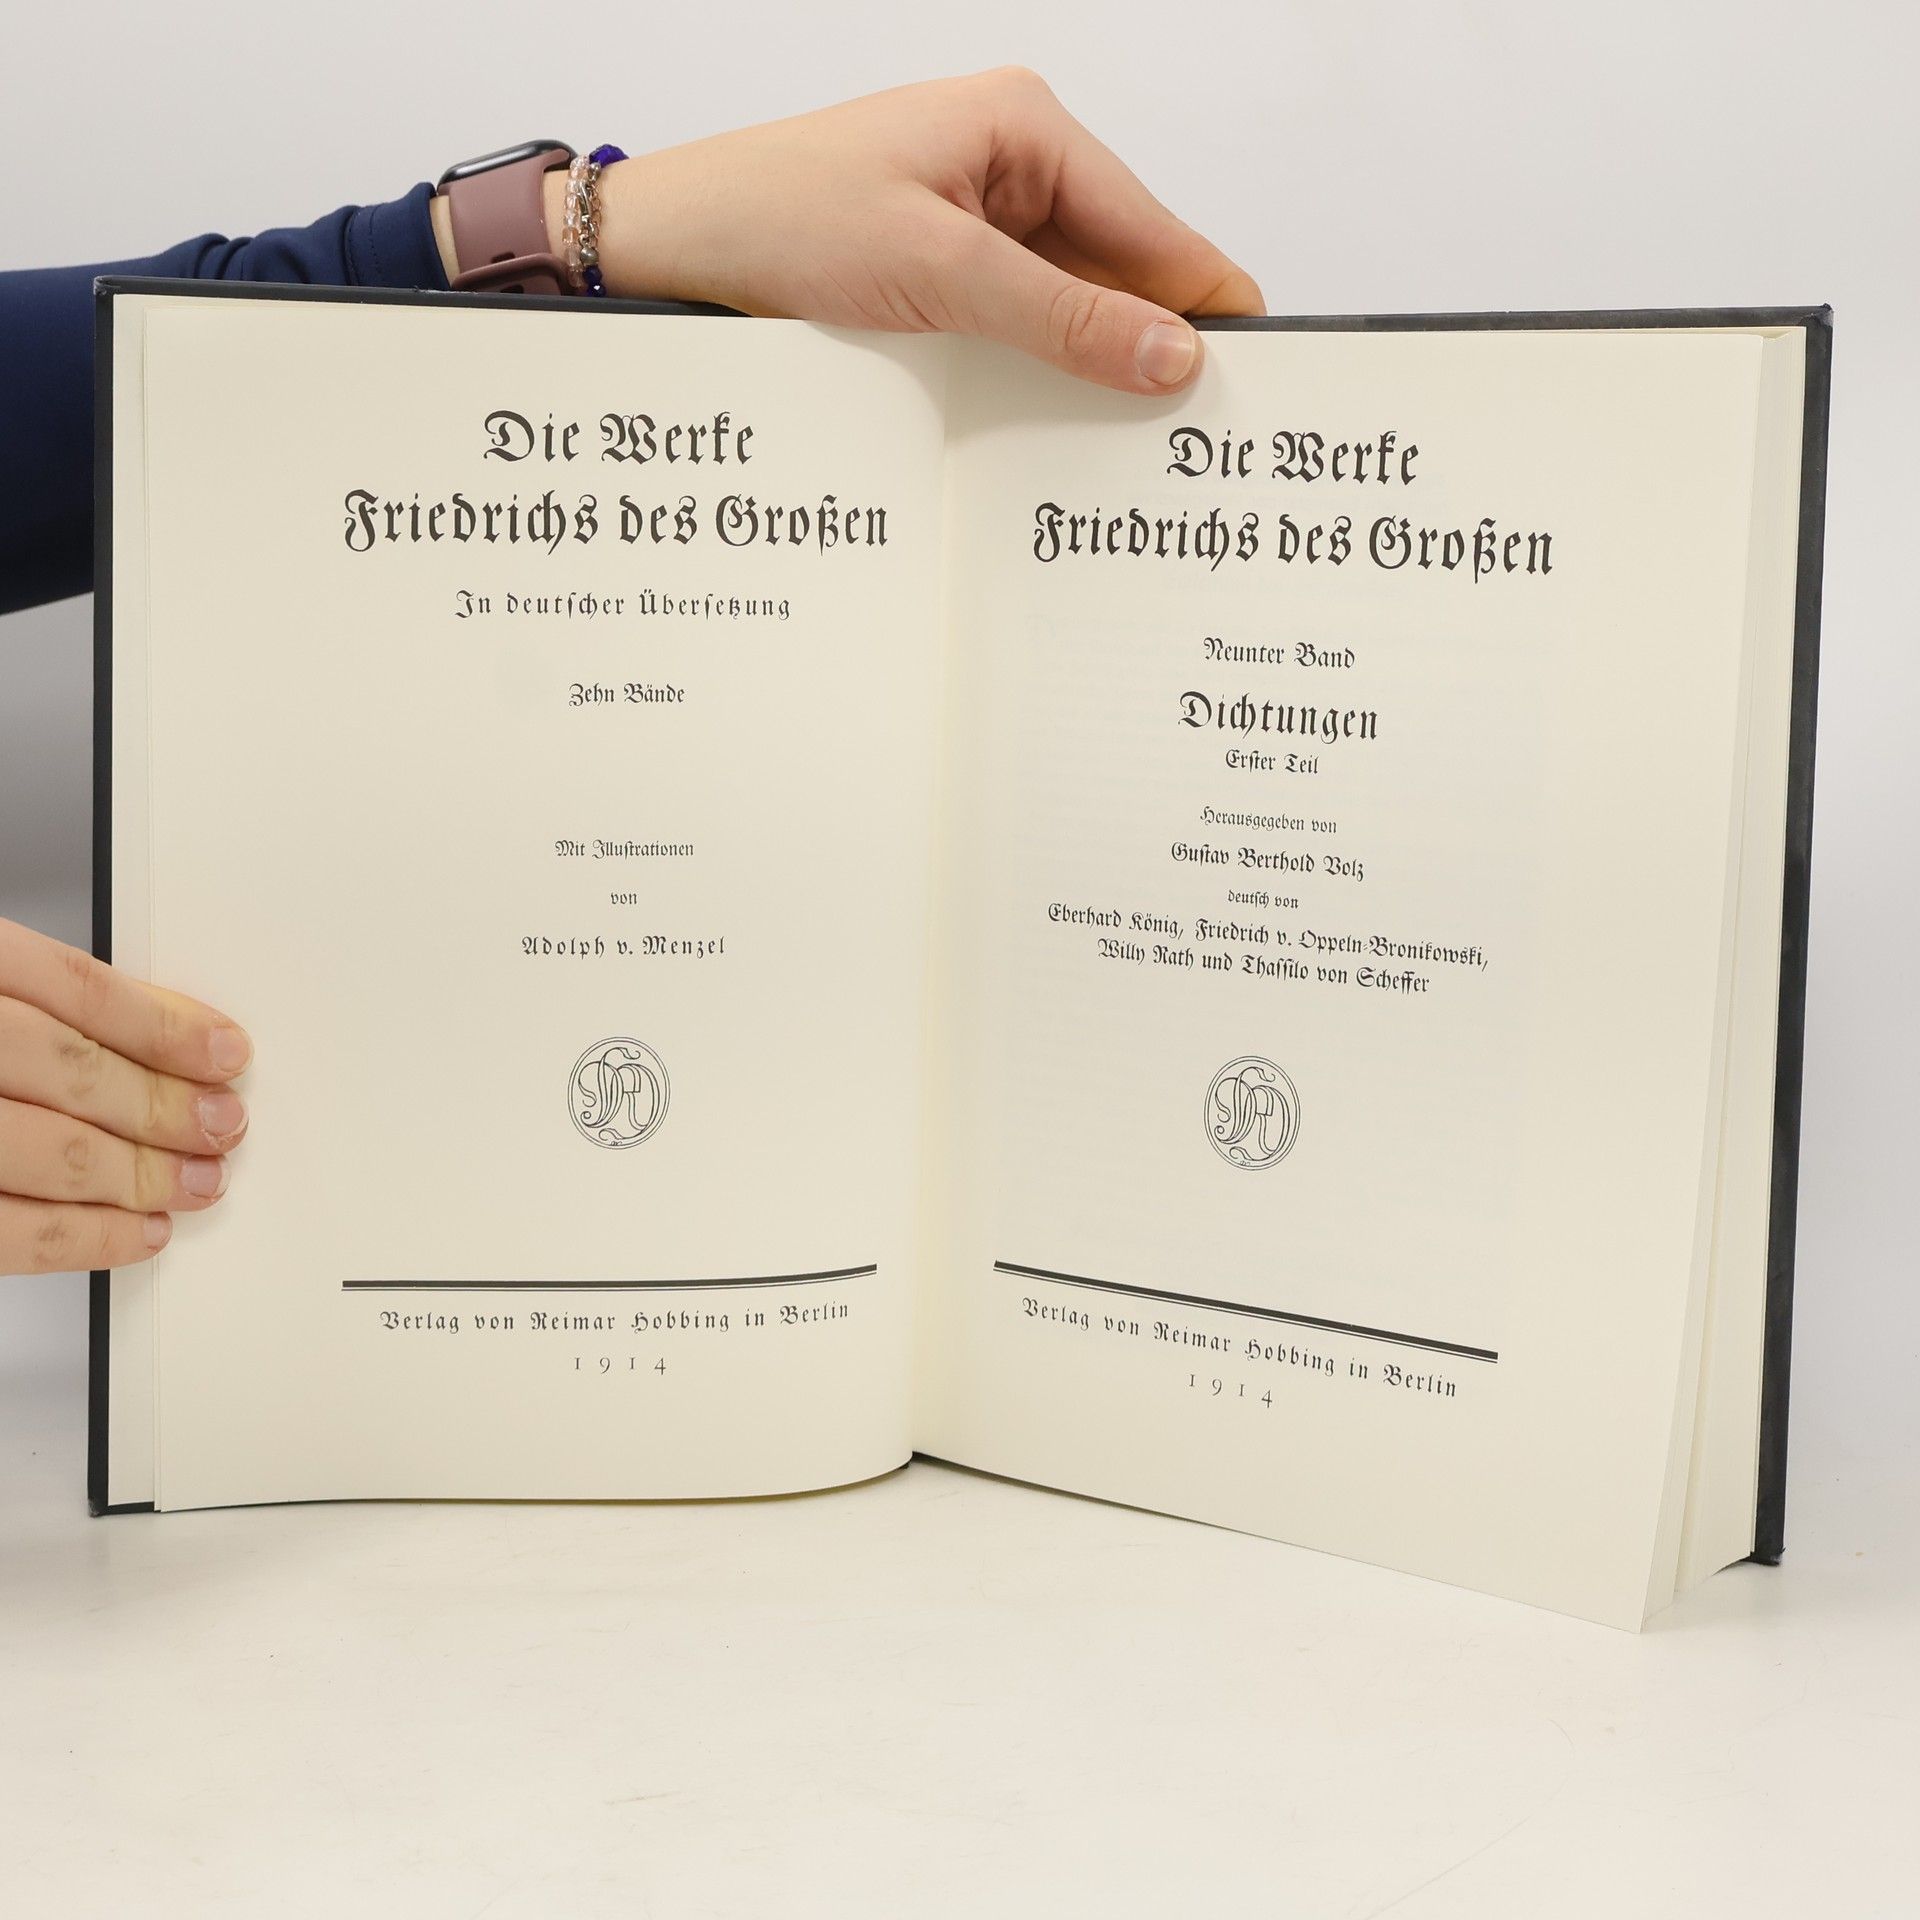 Die Werke
Friedrichs des Großen
In deutſcher Überſetzung
Zehn Bände
Mit Illuſtrationen
von
Adolph v. Menzel
Verlag von Reimar Hobbing in Berlin
1914
Die Werke
Friedrichs des Großen
Neunter Band
Dichtungen
Erſter Teil
Herausgegeben von
Guſtav Berthold Volz
deutſch von
Eberhard König, Friedrich v. Oppeln-Bronikowski,
Willy Rath und Thaſſilo von Scheffer
Verlag von Reimar Hobbing in Berlin
1914